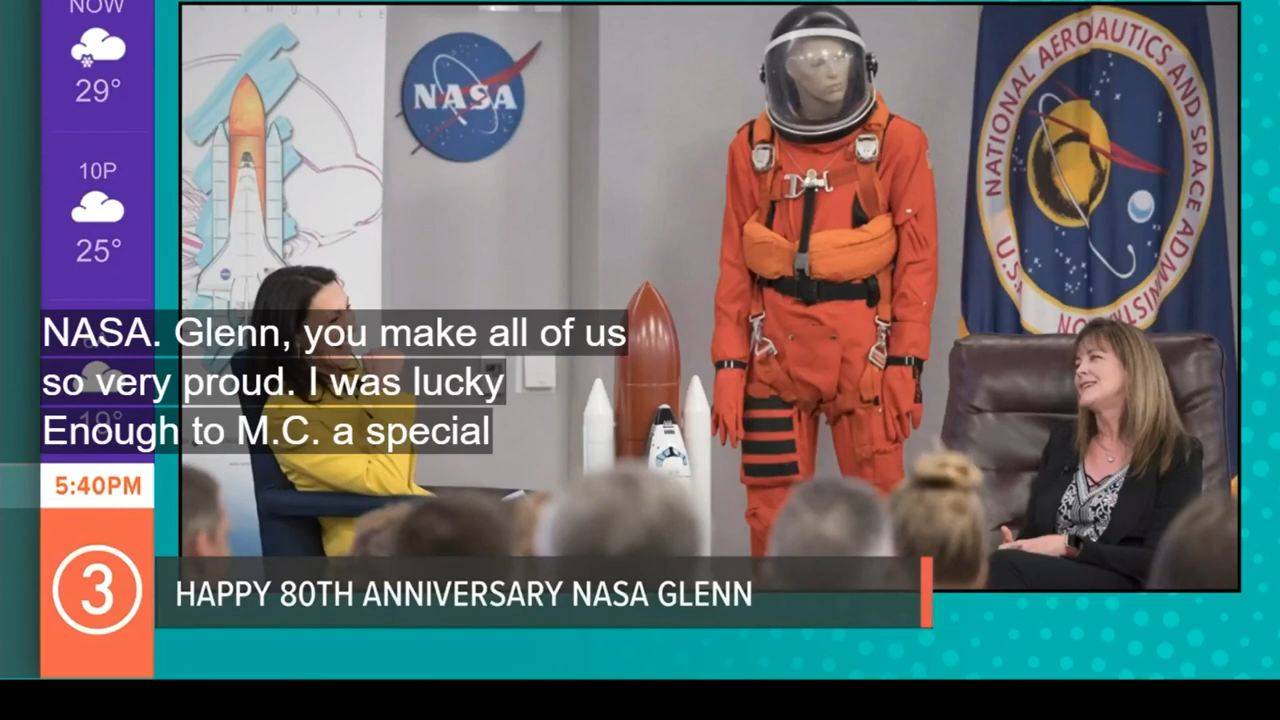 NOW
29°
10P
25°
19°
NASA. Glenn, you make all of us
so very proud. I was lucky
Enough to M.C. a special
5:40PM
3
HAPPY 80TH ANNIVERSARY NASA GLENN
NASA
NATIONAL AERONAUTICS AND SPACE ADMINISTRATION
U.S.A.